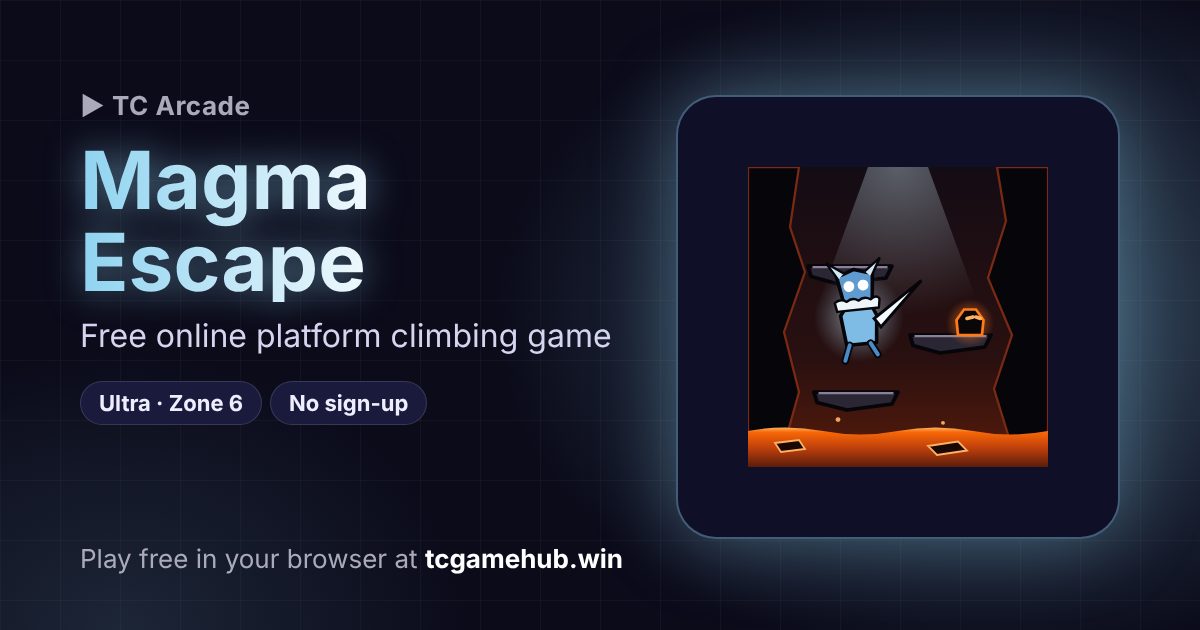 ▶ TC Arcade
Magma
Escape
Free online platform climbing game
Ultra · Zone 6
No sign-up
Play free in your browser at tcgamehub.win